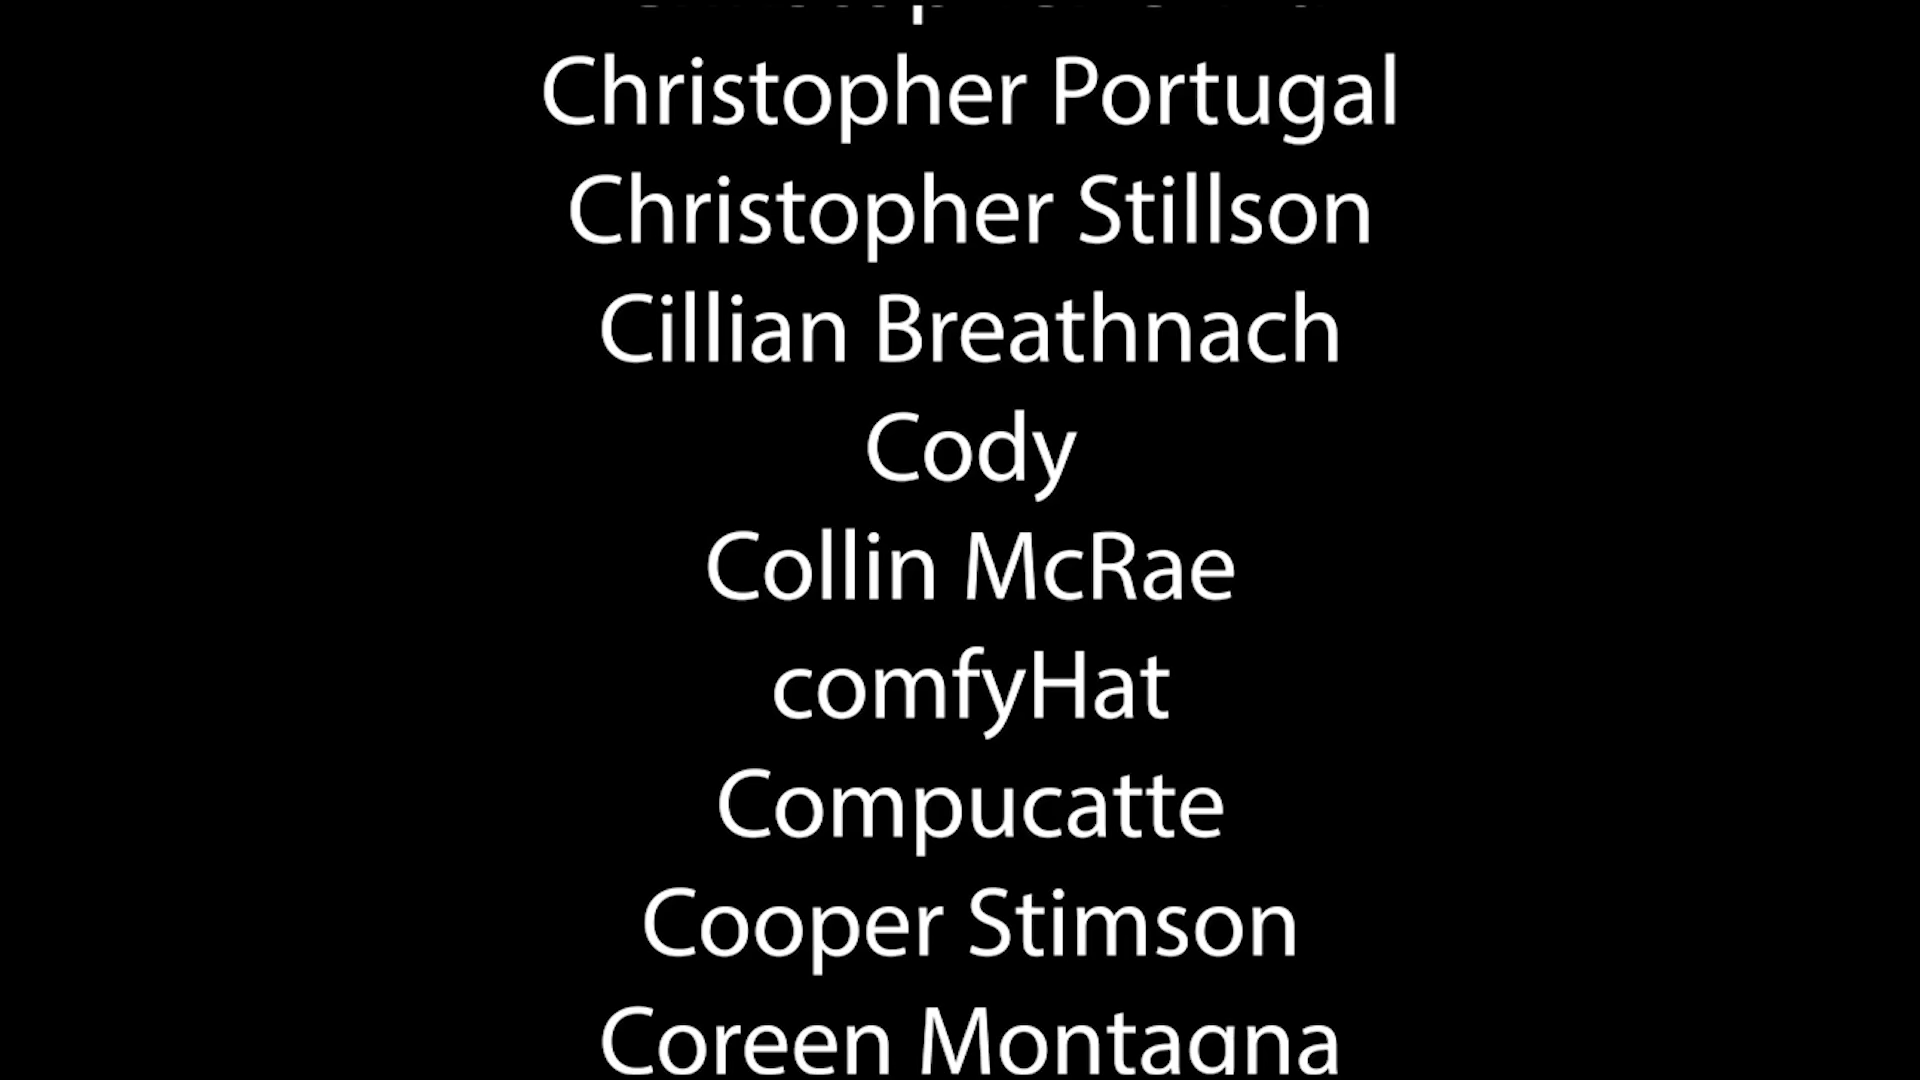 Christopher Portugal
Christopher Stillson
Cillian Breathnach
Cody
Collin McRae
comfyHat
Compucatte
Cooper Stimson
Coreen Montagna